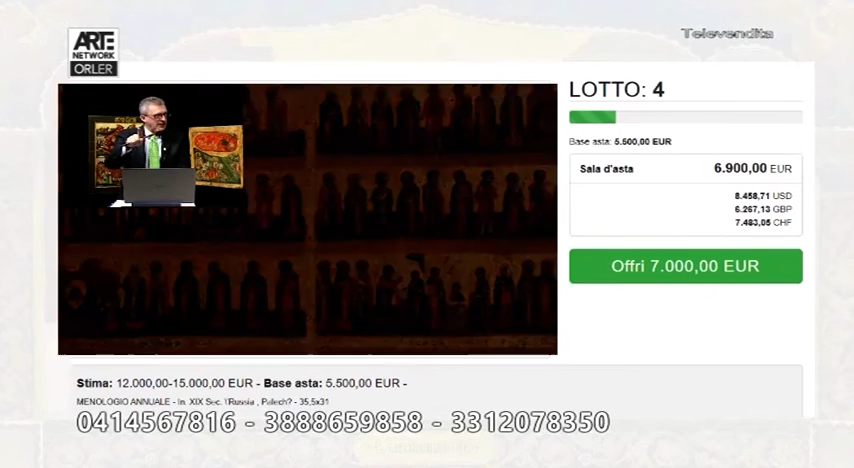 ARTE
NETWORK
ORLER
Televendita
LOTTO: 4
Base asta: 5.500,00 EUR
Sala d'asta 6.900,00 EUR
8.458,71 USD
6.267,13 GBP
7.483,05 CHF
Offri 7.000,00 EUR
Stima: 12.000,00-15.000,00 EUR - Base asta: 5.500,00 EUR -
MENOLOGIO ANNUALE - In. XIX Sec. \'Russia , Palech? - 35,5x31
0414567816 - 3888659858 - 3312078350